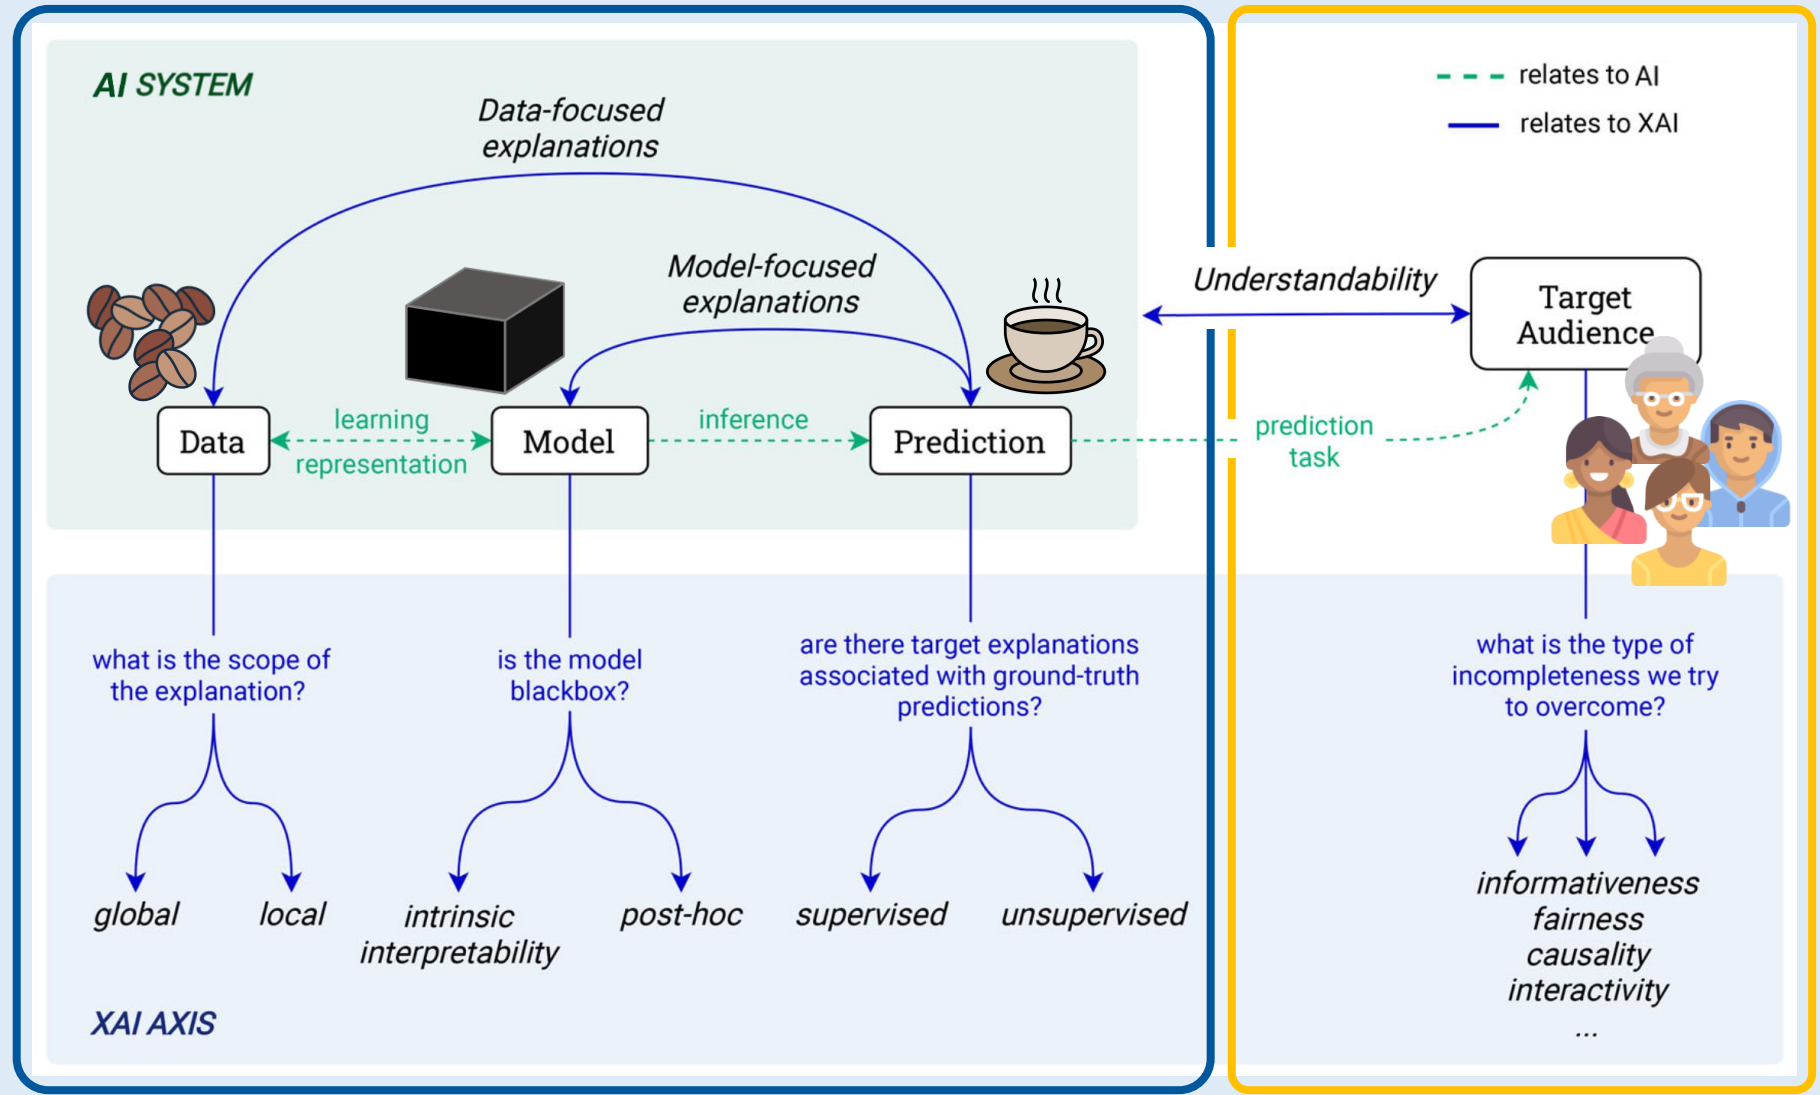 AI SYSTEM
Data-focused
explanations
relates to AI
relates to XAI
Model-focused
explanations
Understandability
Target
Audience
Data
learning
representation
Model
inference
Prediction
prediction
task
what is the scope of
the explanation?
is the model
blackbox?
are there target explanations
associated with ground-truth
predictions?
what is the type of
incompleteness we try
to overcome?
global
local
intrinsic
interpretability
post-hoc
supervised
unsupervised
informativeness
fairness
causality
interactivity
...
XAI AXIS